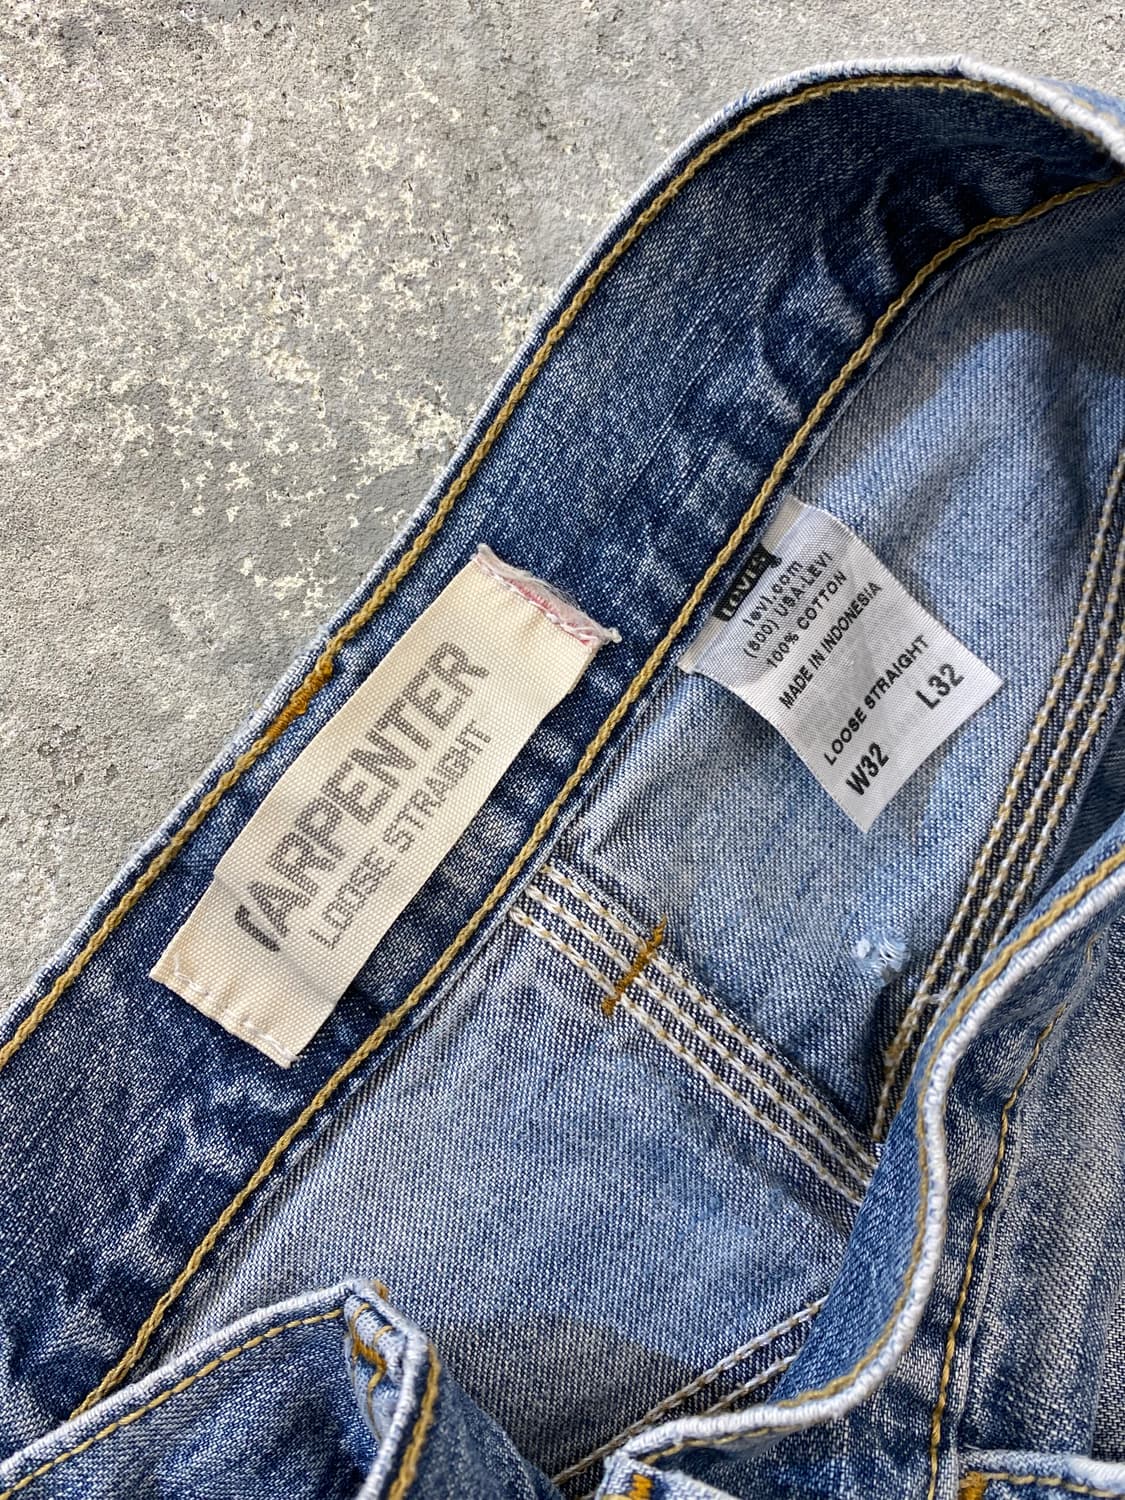 CARPENTER
LOOSE STRAIGHT
Levi's
levi.com
(800) USA-LEVI
100% COTTON
MADE IN INDONESIA
LOOSE STRAIGHT
W32 L32